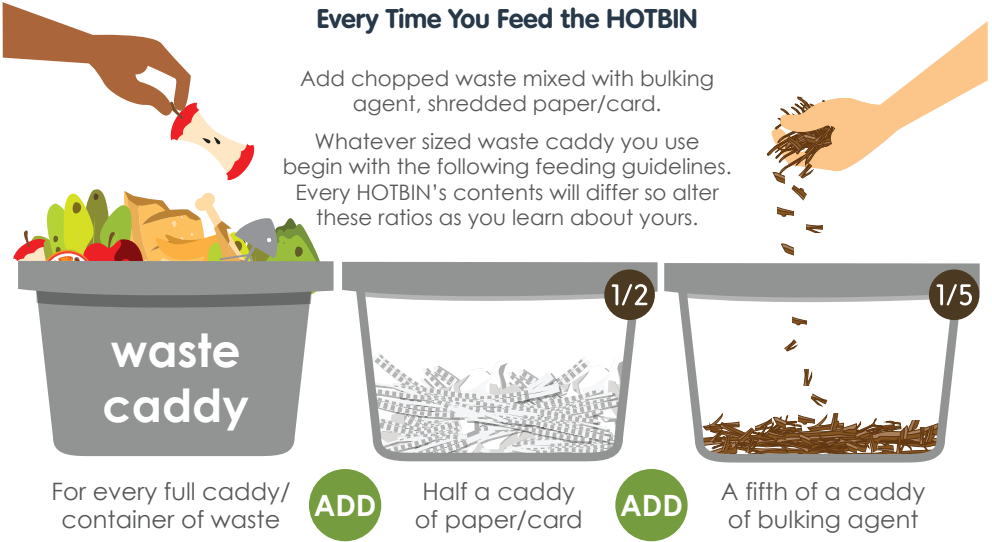 Every Time You Feed the HOTBIN
Add chopped waste mixed with bulking
agent, shredded paper/card.
Whatever sized waste caddy you use
begin with the following feeding guidelines.
Every HOTBIN’s contents will differ so alter
these ratios as you learn about yours.
waste
caddy
1/2
1/5
For every full caddy/
container of waste
ADD
Half a caddy
of paper/card
ADD
A fifth of a caddy
of bulking agent